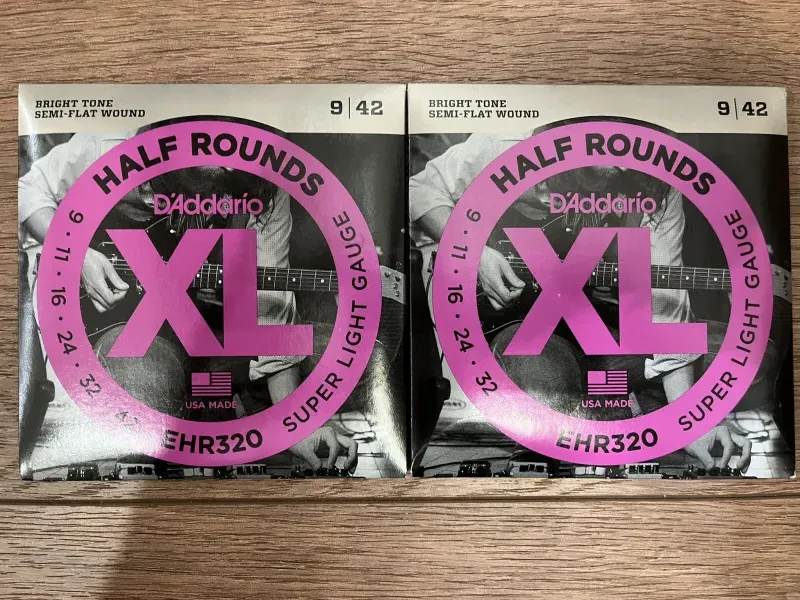 BRIGHT TONE
SEMI-FLAT WOUND
9|42
HALF ROUNDS
D'Addario
XL
9 · 11 · 16 · 24 · 32 · 42
USA MADE
EHR320
SUPER LIGHT GAUGE
BRIGHT TONE
SEMI-FLAT WOUND
9|42
HALF ROUNDS
D'Addario
XL
9 · 11 · 16 · 24 · 32
USA MADE
EHR320
SUPER LIGHT GAUGE